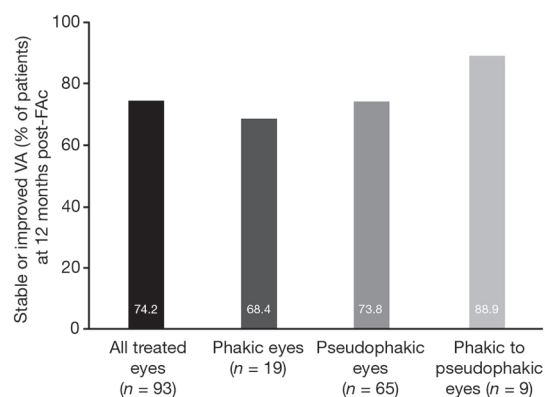 Stable or improved VA (% of patients)
at 12 months post-FAc
100
80
60
40
20
0
74.2
68.4
73.8
88.9
All treated
eyes
(n = 93)
Phakic eyes
(n = 19)
Pseudophakic
eyes
(n = 65)
Phakic to
pseudophakic
eyes (n = 9)